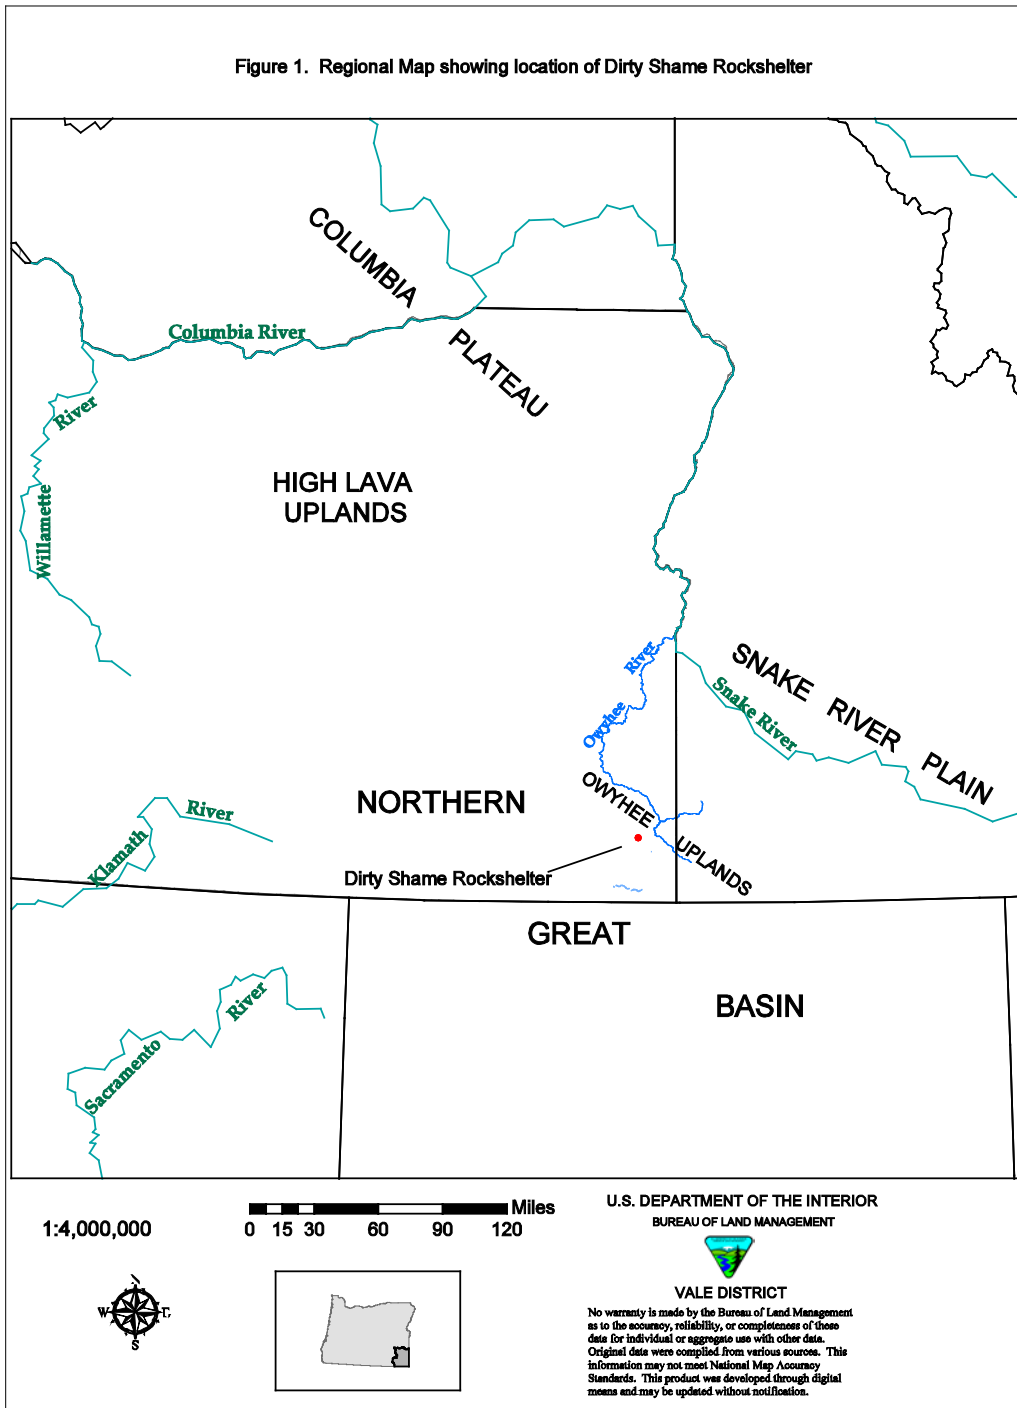 Figure 1.  Regional Map showing location of Dirty Shame Rockshelter
COLUMBIA
PLATEAU
Columbia River
River
Willamette
HIGH LAVA
UPLANDS
River
Owyhee
SNAKE RIVER PLAIN
Snake River
OWYHEE
UPLANDS
NORTHERN
River
Klamath
Dirty Shame Rockshelter
GREAT
BASIN
River
Sacramento
1:4,000,000
Miles
0 15 30 60 90 120
W
E
S
U.S. DEPARTMENT OF THE INTERIOR
BUREAU OF LAND MANAGEMENT
VALE DISTRICT
No warranty is made by the Bureau of Land Management
as to the accuracy, reliability, or completeness of these
data for individual or aggregate use with other data.
Original data were compiled from various sources.  This
information may not meet National Map Accuracy
Standards.  This product was developed through digital
means and may be updated without notification.